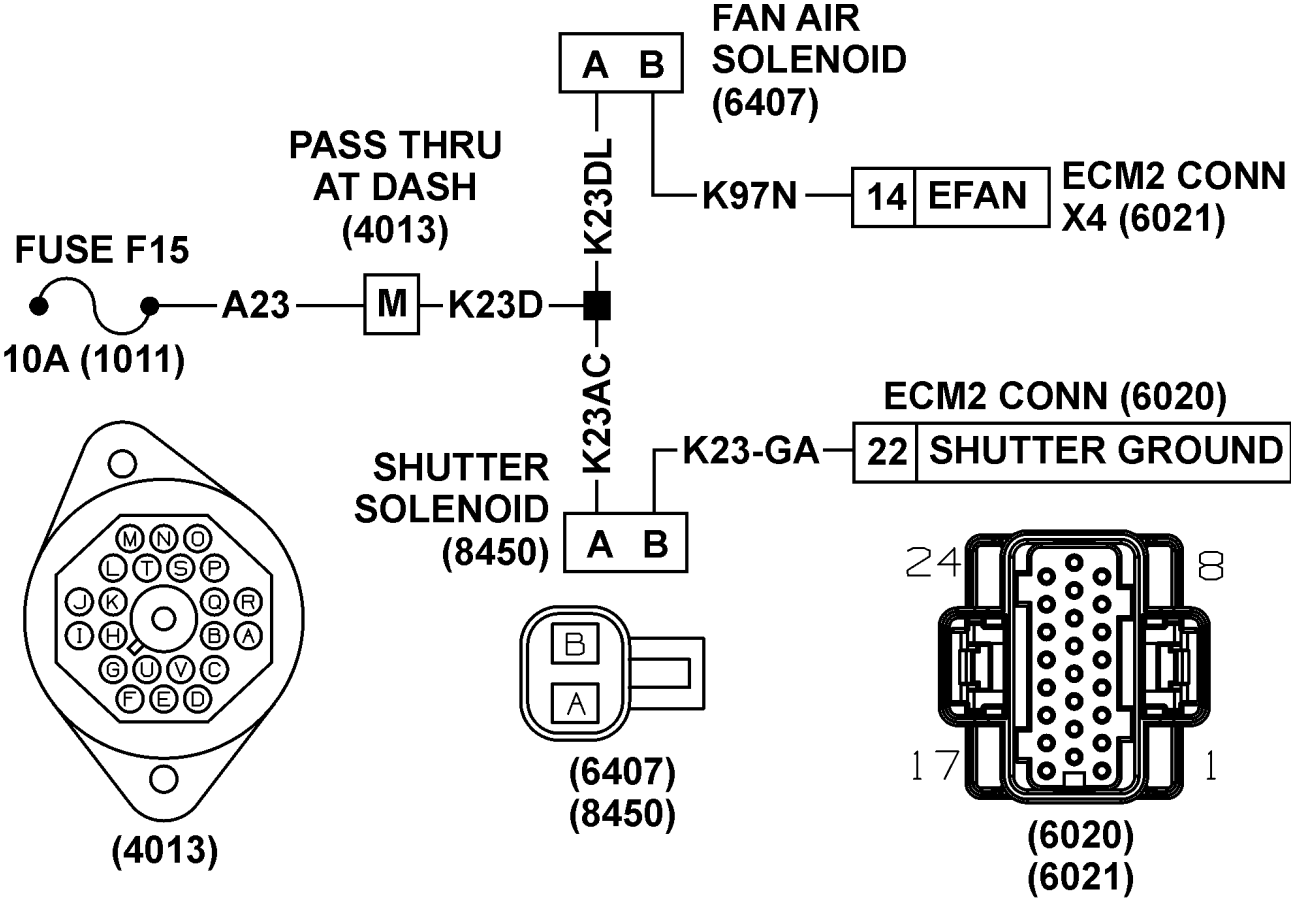 FAN AIR
SOLENOID
(6407)
A B
PASS THRU
AT DASH
(4013)
K23DL
K97N
14 EFAN
ECM2 CONN
X4 (6021)
FUSE F15
A23
M
K23D
10A (1011)
K23AC
ECM2 CONN (6020)
K23-GA
22 SHUTTER GROUND
SHUTTER
SOLENOID
(8450)
A B
M N O
L T S P
J K Q R
I H B A
G U V C
F E D
(4013)
B
A
(6407)
(8450)
24 8
17 1
(6020)
(6021)